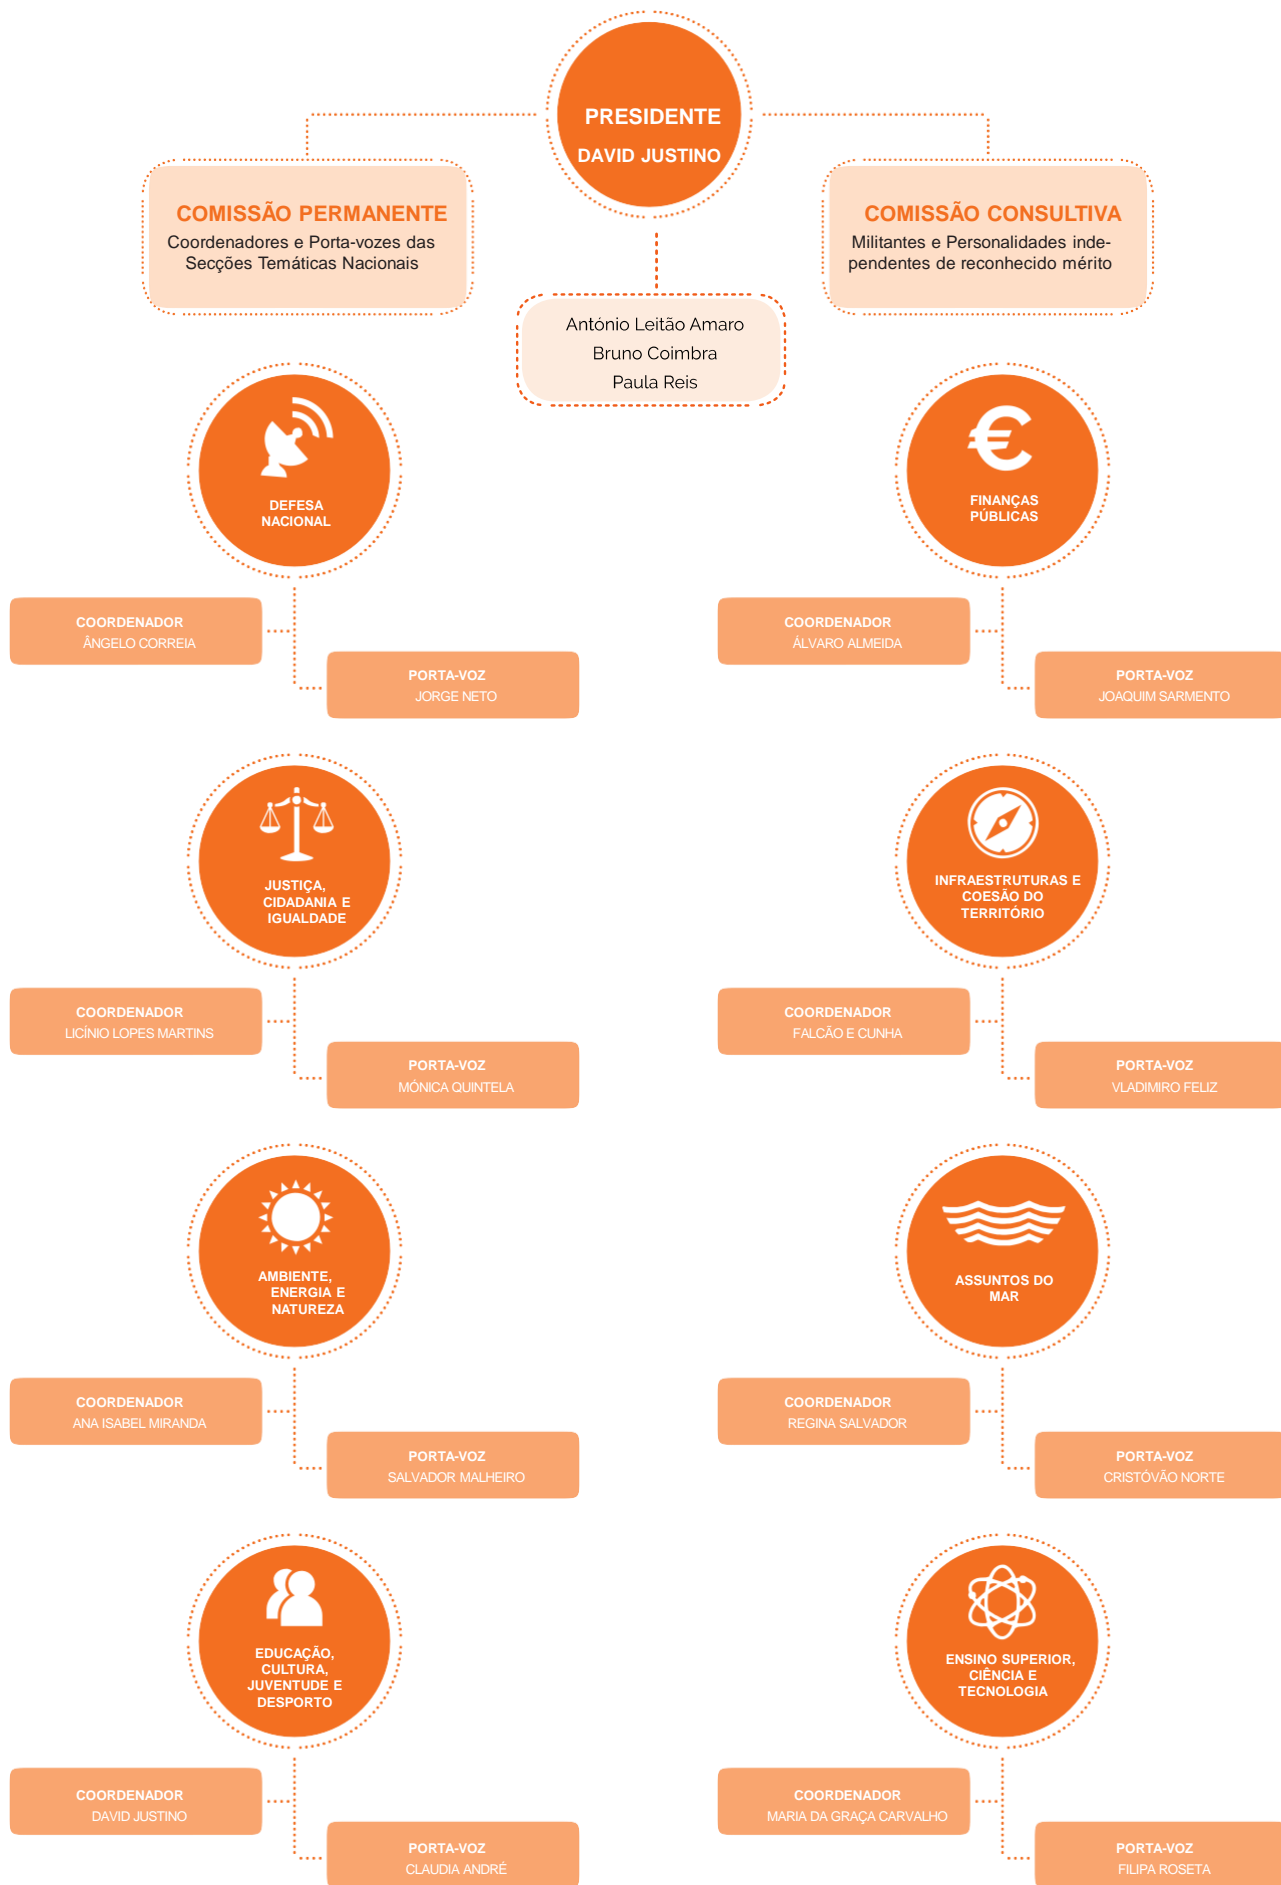 PRESIDENTE
DAVID JUSTINO
COMISSÃO PERMANENTE
Coordenadores e Porta-vozes das
Secções Temáticas Nacionais
COMISSÃO CONSULTIVA
Militantes e Personalidades inde-
pendentes de reconhecido mérito
António Leitão Amaro
Bruno Coimbra
Paula Reis
DEFESA
NACIONAL
COORDENADOR
ÂNGELO CORREIA
PORTA-VOZ
JORGE NETO
FINANÇAS
PÚBLICAS
COORDENADOR
ÁLVARO ALMEIDA
PORTA-VOZ
JOAQUIM SARMENTO
JUSTIÇA,
CIDADANIA E
IGUALDADE
COORDENADOR
LICÍNIO LOPES MARTINS
PORTA-VOZ
MÓNICA QUINTELA
INFRAESTRUTURAS E
COESÃO DO
TERRITÓRIO
COORDENADOR
FALCÃO E CUNHA
PORTA-VOZ
VLADIMIRO FELIZ
AMBIENTE,
ENERGIA E
NATUREZA
COORDENADOR
ANA ISABEL MIRANDA
PORTA-VOZ
SALVADOR MALHEIRO
ASSUNTOS DO
MAR
COORDENADOR
REGINA SALVADOR
PORTA-VOZ
CRISTÓVÃO NORTE
EDUCAÇÃO,
CULTURA,
JUVENTUDE E
DESPORTO
COORDENADOR
DAVID JUSTINO
PORTA-VOZ
CLAUDIA ANDRÉ
ENSINO SUPERIOR,
CIÊNCIA E
TECNOLOGIA
COORDENADOR
MARIA DA GRAÇA CARVALHO
PORTA-VOZ
FILIPA ROSETA